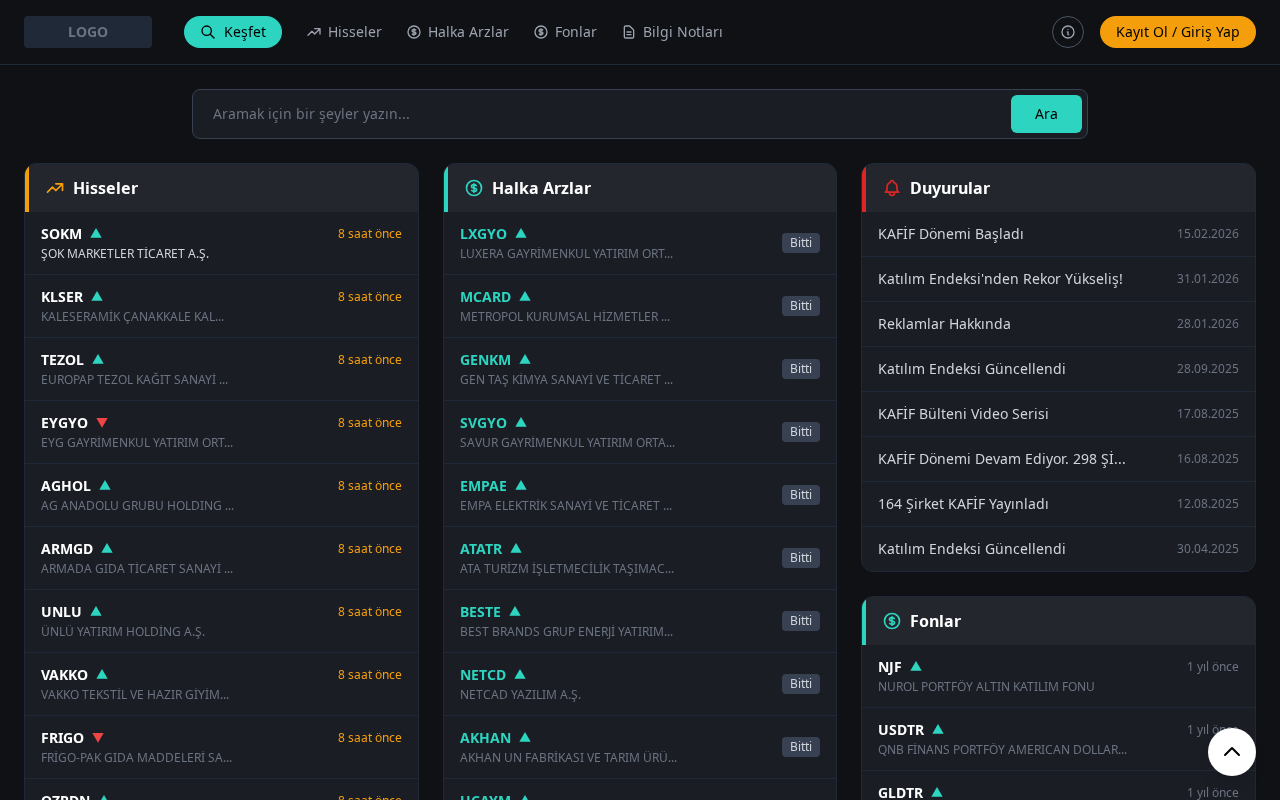 LOGO
Keşfet
Hisseler
Halka Arzlar
Fonlar
Bilgi Notları
Kayıt Ol / Giriş Yap
Aramak için bir şeyler yazın...
Ara
Hisseler
SOKM
8 saat önce
ŞOK MARKETLER TİCARET A.Ş.
KLSER
8 saat önce
KALESERAMİK ÇANAKKALE KAL...
TEZOL
8 saat önce
EUROPAP TEZOL KAĞIT SANAYİ ...
EYGYO
8 saat önce
EYG GAYRİMENKUL YATIRIM ORT...
AGHOL
8 saat önce
AG ANADOLU GRUBU HOLDING ...
ARMGD
8 saat önce
ARMADA GIDA TİCARET SANAYİ ...
UNLU
8 saat önce
ÜNLÜ YATIRIM HOLDİNG A.Ş.
VAKKO
8 saat önce
VAKKO TEKSTİL VE HAZIR GİYİM...
FRIGO
8 saat önce
FRİGO-PAK GIDA MADDELERİ SA...
OZRDN
8 saat önce
Halka Arzlar
LXGYO
LUXERA GAYRİMENKUL YATIRIM ORT...
Bitti
MCARD
METROPOL KURUMSAL HİZMETLER ...
Bitti
GENKM
GEN TAŞ KİMYA SANAYİ VE TİCARET ...
Bitti
SVGYO
SAVUR GAYRİMENKUL YATIRIM ORTA...
Bitti
EMPAE
EMPA ELEKTRİK SANAYİ VE TİCARET ...
Bitti
ATATR
ATA TURİZM İŞLETMECİLİK TAŞIMAC...
Bitti
BESTE
BEST BRANDS GRUP ENERJİ YATIRIM...
Bitti
NETCD
NETCAD YAZILIM A.Ş.
Bitti
AKHAN
AKHAN UN FABRİKASI VE TARIM ÜRÜ...
Bitti
UCAYM
Duyurular
KAFİF Dönemi Başladı
15.02.2026
Katılım Endeksi'nden Rekor Yükseliş!
31.01.2026
Reklamlar Hakkında
28.01.2026
Katılım Endeksi Güncellendi
28.09.2025
KAFİF Bülteni Video Serisi
17.08.2025
KAFİF Dönemi Devam Ediyor. 298 Şİ...
16.08.2025
164 Şirket KAFİF Yayınladı
12.08.2025
Katılım Endeksi Güncellendi
30.04.2025
Fonlar
NJF
1 yıl önce
NUROL PORTFÖY ALTIN KATILIM FONU
USDTR
1 yıl önce
QNB FİNANS PORTFÖY AMERICAN DOLLAR...
GLDTR
1 yıl önce